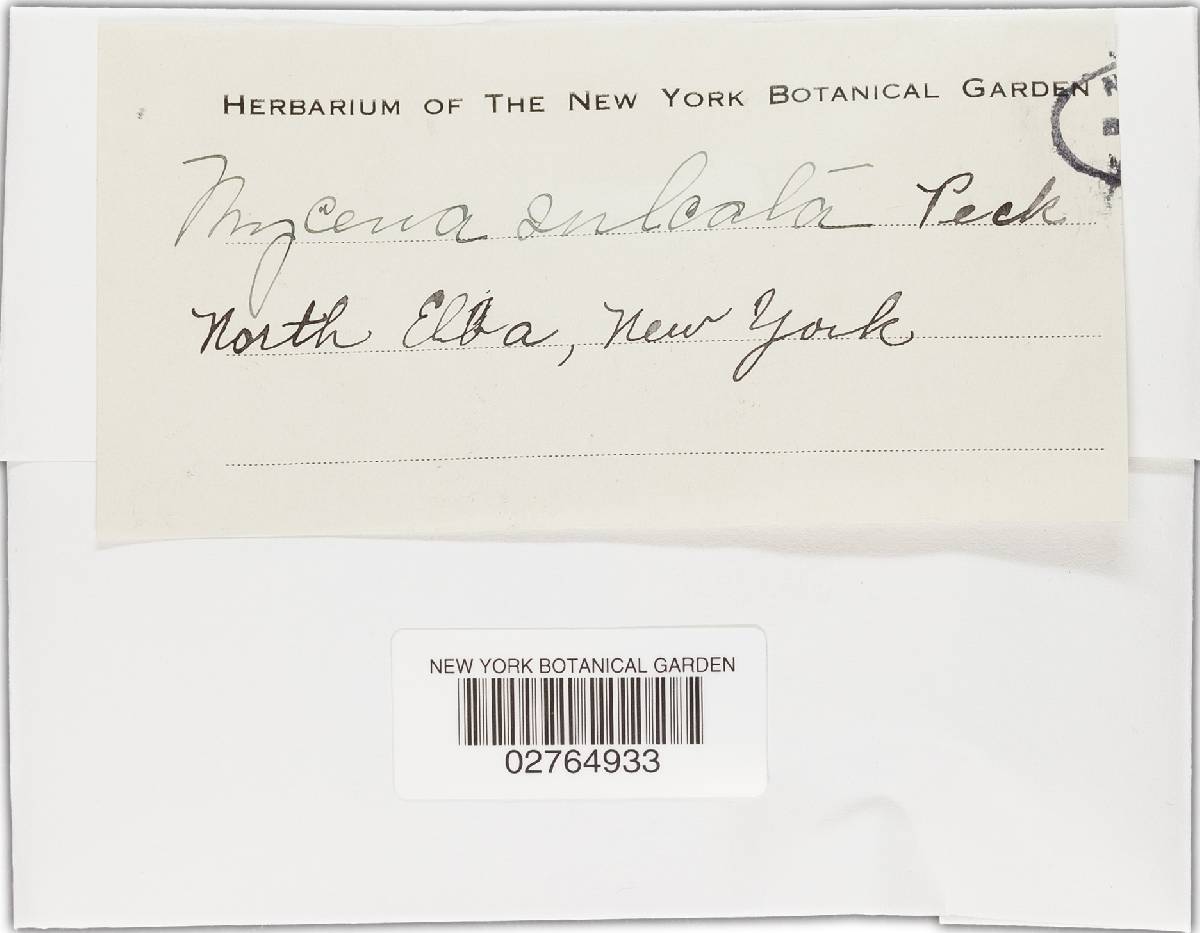 HERBARIUM OF THE NEW YORK BOTANICAL GARDEN
Mycena sulcata Peck
North Elba, New York
NEW YORK BOTANICAL GARDEN
02764933